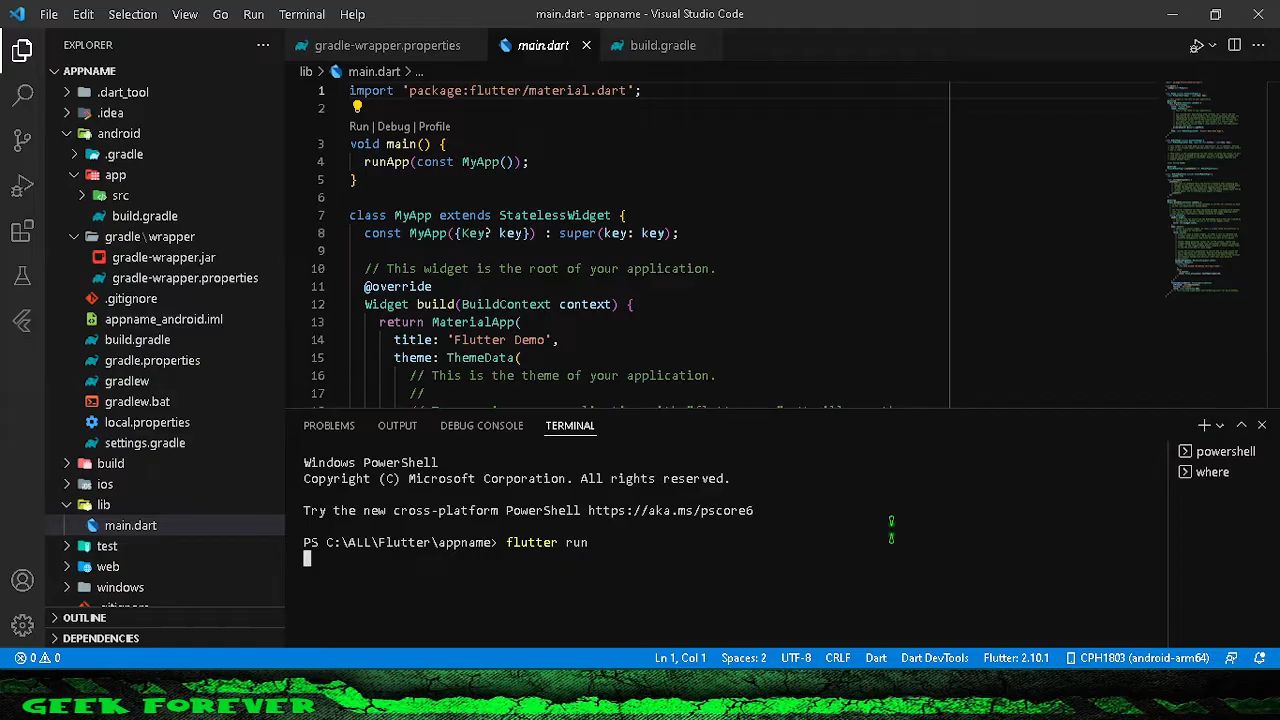 File Edit Selection View Go Run Terminal Help
main.dart - appname - Visual Studio Code
EXPLORER
APPNAME
.dart_tool
.idea
android
.gradle
app
src
build.gradle
gradle\wrapper
gradle-wrapper.jar
gradle-wrapper.properties
.gitignore
appname_android.iml
build.gradle
gradle.properties
gradlew
gradlew.bat
local.properties
settings.gradle
build
ios
lib
main.dart
test
web
windows
.gitignore
OUTLINE
DEPENDENCIES
gradle-wrapper.properties main.dart build.gradle
lib > main.dart > ...
1 import 'package:flutter/material.dart';
2
Run | Debug | Profile
3 void main() {
4 runApp(const MyApp());
5 }
6
7 class MyApp extends StatelessWidget {
8 const MyApp({Key? key}) : super(key: key);
9
10 // This widget is the root of your application.
11 @override
12 Widget build(BuildContext context) {
13 return MaterialApp(
14 title: 'Flutter Demo',
15 theme: ThemeData(
16 // This is the theme of your application.
17 //
PROBLEMS OUTPUT DEBUG CONSOLE TERMINAL
Windows PowerShell
Copyright (C) Microsoft Corporation. All rights reserved.
Try the new cross-platform PowerShell https://aka.ms/pscore6
PS C:\ALL\Flutter\appname> flutter run
powershell
where
0 0
Ln 1, Col 1 Spaces: 2 UTF-8 CRLF Dart Dart DevTools Flutter: 2.10.1 CPH1803 (android-arm64)
GEEK FOREVER